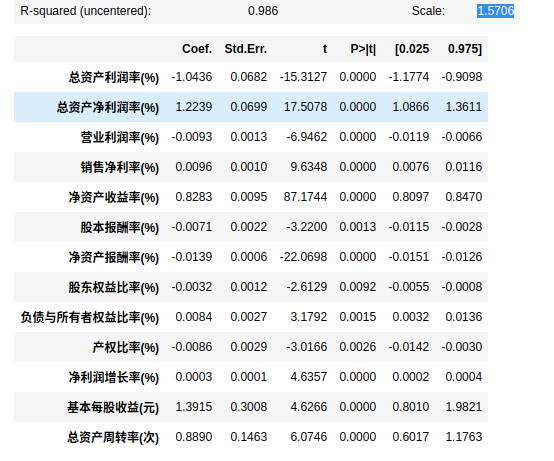 R-squared (uncentered): 0.986 Scale: 1.5706
Coef. Std.Err. t P>|t| [0.025 0.975]
总资产利润率(%) -1.0436 0.0682 -15.3127 0.0000 -1.1774 -0.9098
总资产净利润率(%) 1.2239 0.0699 17.5078 0.0000 1.0866 1.3611
营业利润率(%) -0.0093 0.0013 -6.9462 0.0000 -0.0119 -0.0066
销售净利率(%) 0.0096 0.0010 9.6348 0.0000 0.0076 0.0116
净资产收益率(%) 0.8283 0.0095 87.1744 0.0000 0.8097 0.8470
股本报酬率(%) -0.0071 0.0022 -3.2200 0.0013 -0.0115 -0.0028
净资产报酬率(%) -0.0139 0.0006 -22.0698 0.0000 -0.0151 -0.0126
股东权益比率(%) -0.0032 0.0012 -2.6129 0.0092 -0.0055 -0.0008
负债与所有者权益比率(%) 0.0084 0.0027 3.1792 0.0015 0.0032 0.0136
产权比率(%) -0.0086 0.0029 -3.0166 0.0026 -0.0142 -0.0030
净利润增长率(%) 0.0003 0.0001 4.6357 0.0000 0.0002 0.0004
基本每股收益(元) 1.3915 0.3008 4.6266 0.0000 0.8010 1.9821
总资产周转率(次) 0.8890 0.1463 6.0746 0.0000 0.6017 1.1763